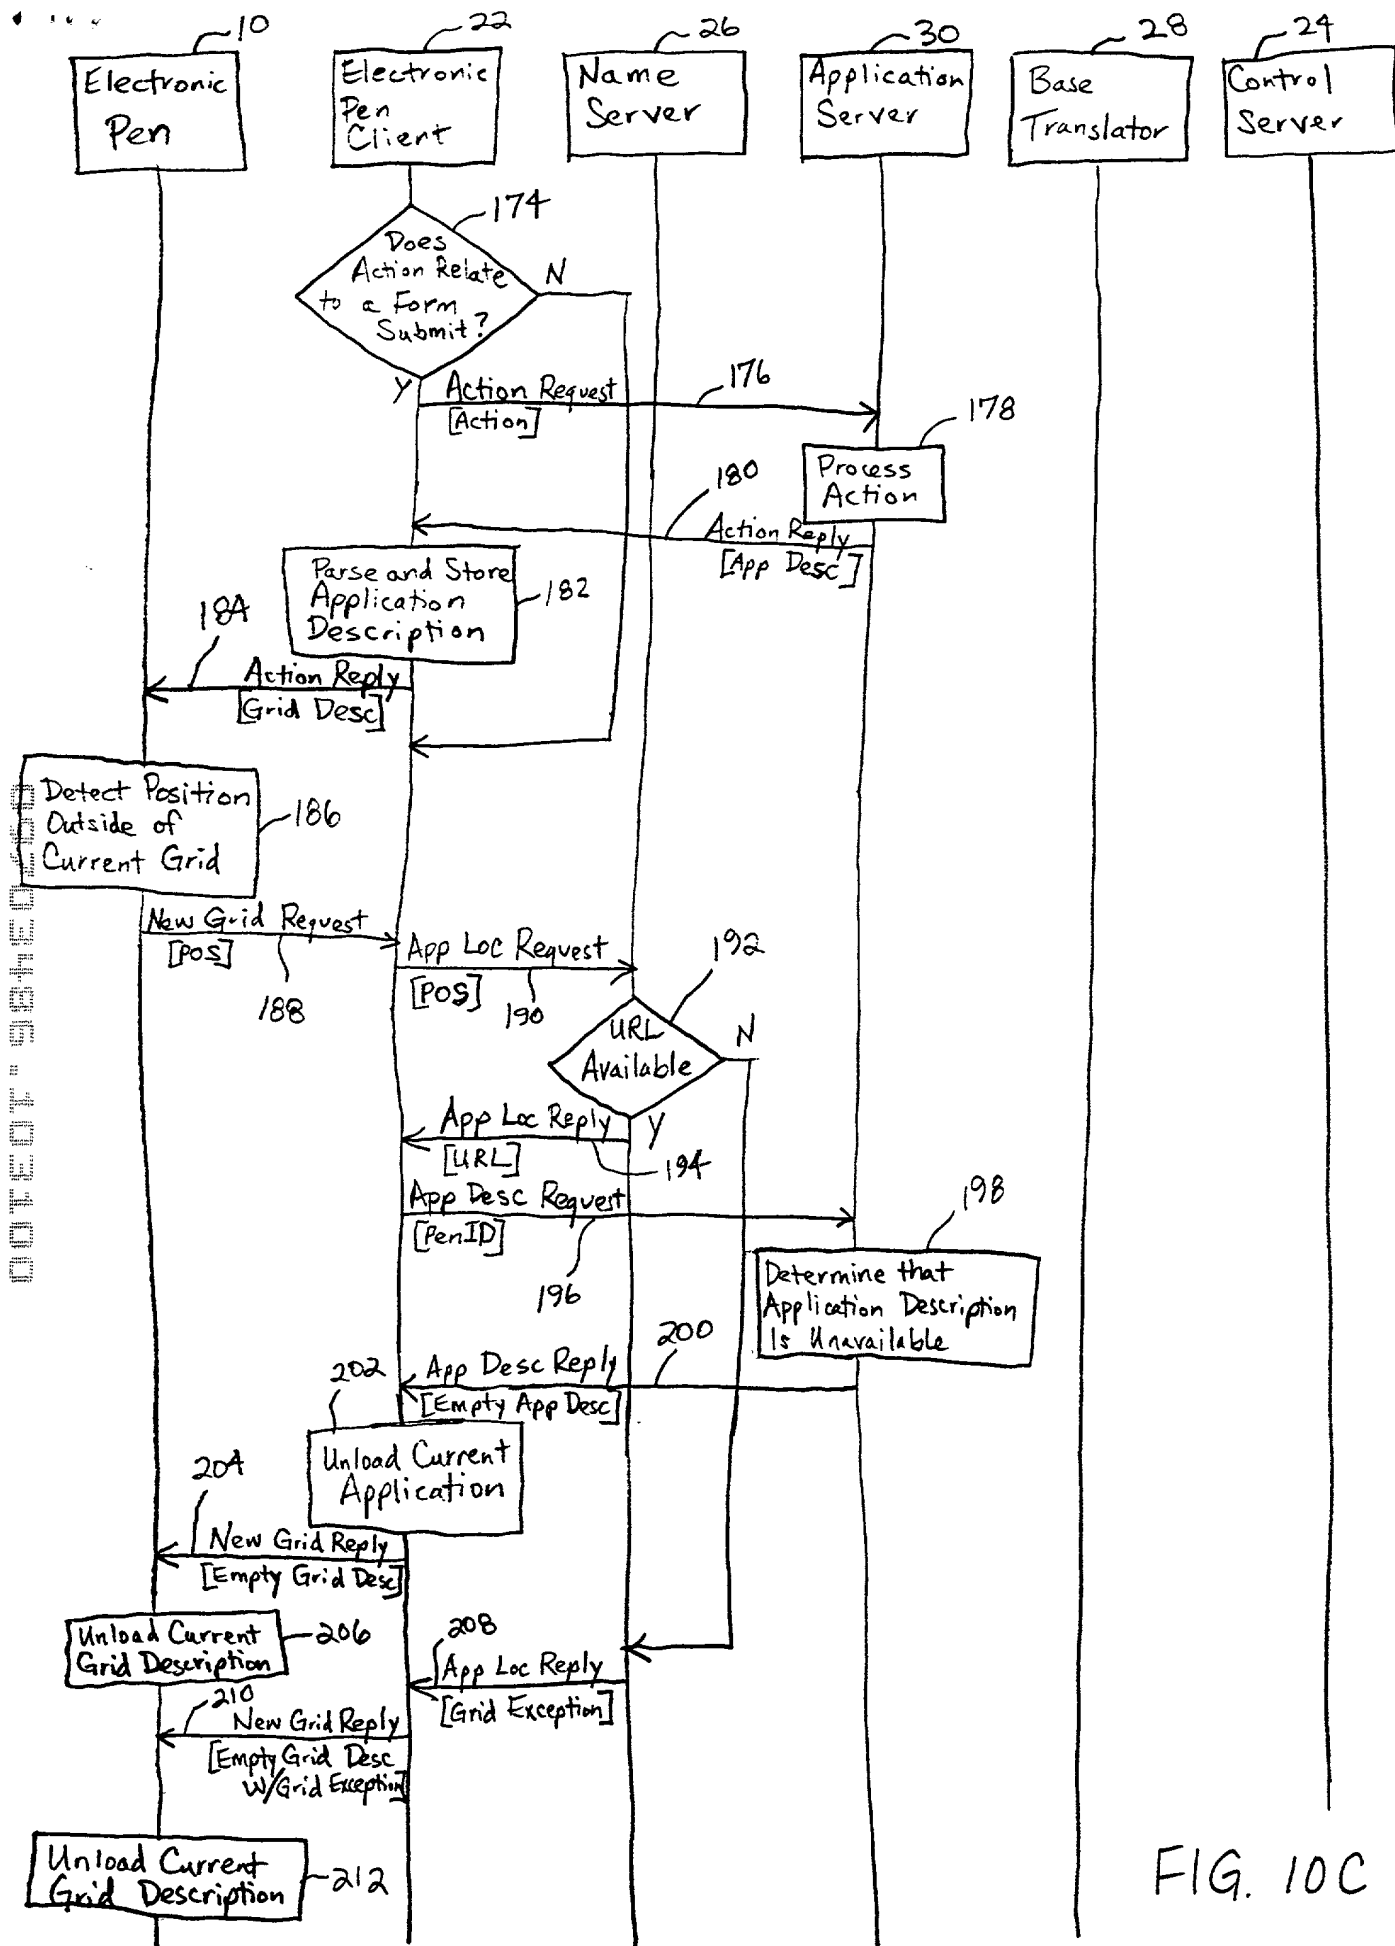 10
22
26
30
28
24
Electronic
Pen
Electronic
Pen
Client
Name
Server
Application
Server
Base
Translator
Control
Server
174
Does
Action Relate
to a Form
Submit?
N
Y
Action Request
[Action]
176
178
Process
Action
180
Action Reply
[App Desc]
Parse and Store
Application
Description
182
184
Action Reply
[Grid Desc]
Detect Position
Outside of
Current Grid
186
New Grid Request
[POS]
188
App Loc Request
[POS]
190
192
URL
Available
N
Y
App Loc Reply
[URL]
194
App Desc Request
[PenID]
196
198
Determine that
Application Description
Is Unavailable
200
App Desc Reply
[Empty App Desc]
202
Unload Current
Application
204
New Grid Reply
[Empty Grid Desc]
Unload Current
Grid Description
206
208
App Loc Reply
[Grid Exception]
210
New Grid Reply
[Empty Grid Desc
W/Grid Exception]
Unload Current
Grid Description
212
FIG. 10C